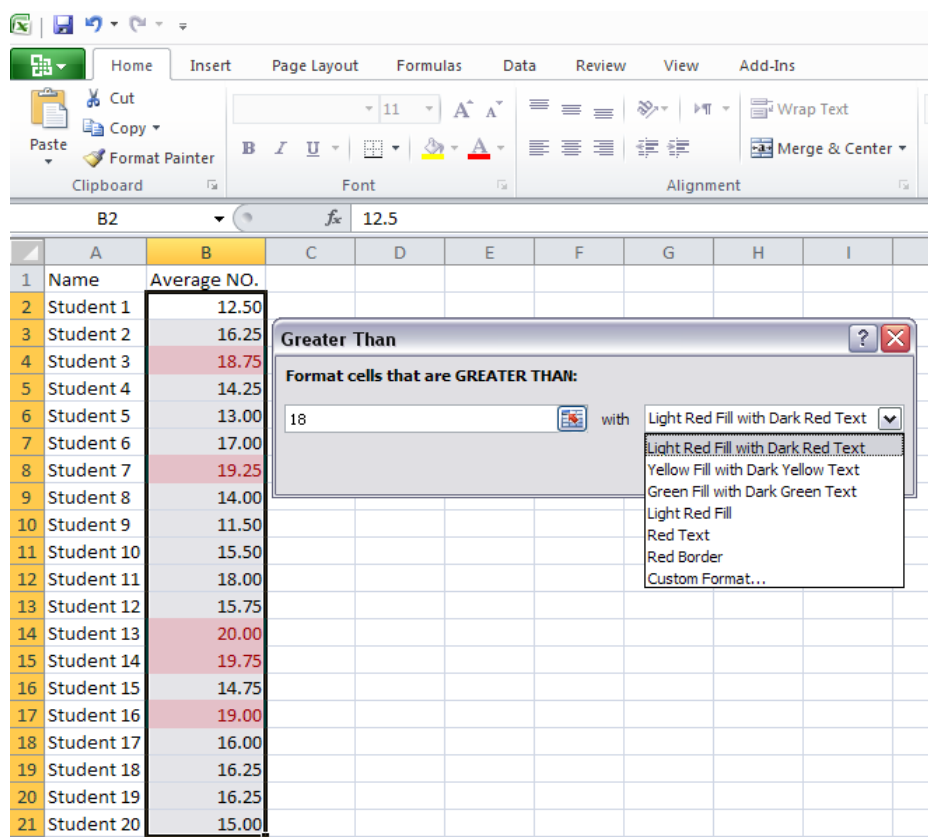 Home Insert Page Layout Formulas Data Review View Add-Ins
Cut
Copy
Paste
Format Painter
11 A A Wrap Text
B I U A Merge & Center
Clipboard Font Alignment
B2 fx 12.5
A B C D E F G H I
1 Name Average NO.
2 Student 1 12.50
3 Student 2 16.25
4 Student 3 18.75
5 Student 4 14.25
6 Student 5 13.00
7 Student 6 17.00
8 Student 7 19.25
9 Student 8 14.00
10 Student 9 11.50
11 Student 10 15.50
12 Student 11 18.00
13 Student 12 15.75
14 Student 13 20.00
15 Student 14 19.75
16 Student 15 14.75
17 Student 16 19.00
18 Student 17 16.00
19 Student 18 16.25
20 Student 19 16.25
21 Student 20 15.00
Greater Than ?
Format cells that are GREATER THAN:
18 with Light Red Fill with Dark Red Text
Light Red Fill with Dark Red Text
Yellow Fill with Dark Yellow Text
Green Fill with Dark Green Text
Light Red Fill
Red Text
Red Border
Custom Format...